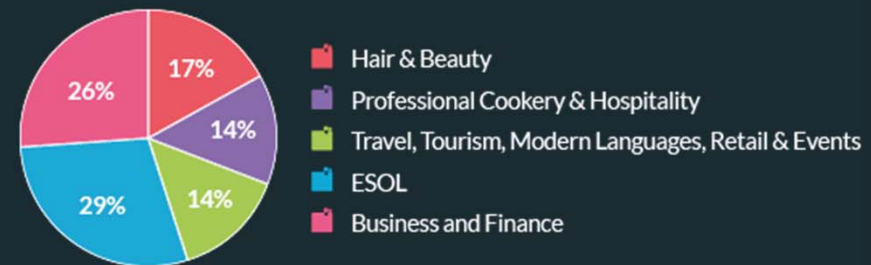 17%
26%
14%
14%
29%
Hair & Beauty
Professional Cookery & Hospitality
Travel, Tourism, Modern Languages, Retail & Events
ESOL
Business and Finance